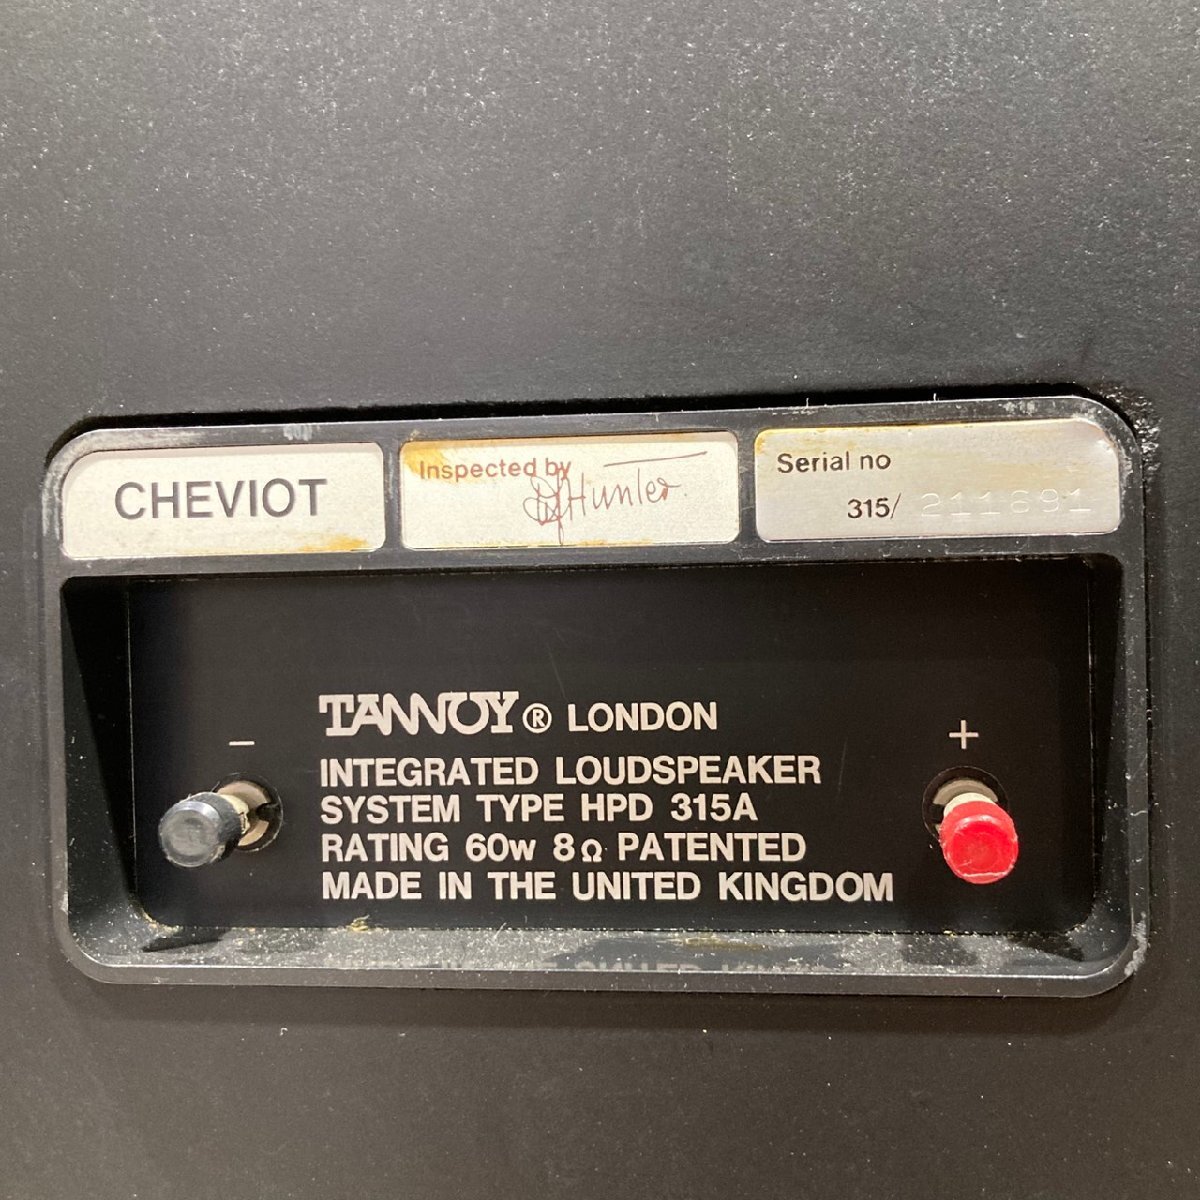 CHEVIOT
Inspected by
Hunter.
Serial no
315/ 211691
TANNOY® LONDON
− +
INTEGRATED LOUDSPEAKER
SYSTEM TYPE HPD 315A
RATING 60w 8Ω PATENTED
MADE IN THE UNITED KINGDOM